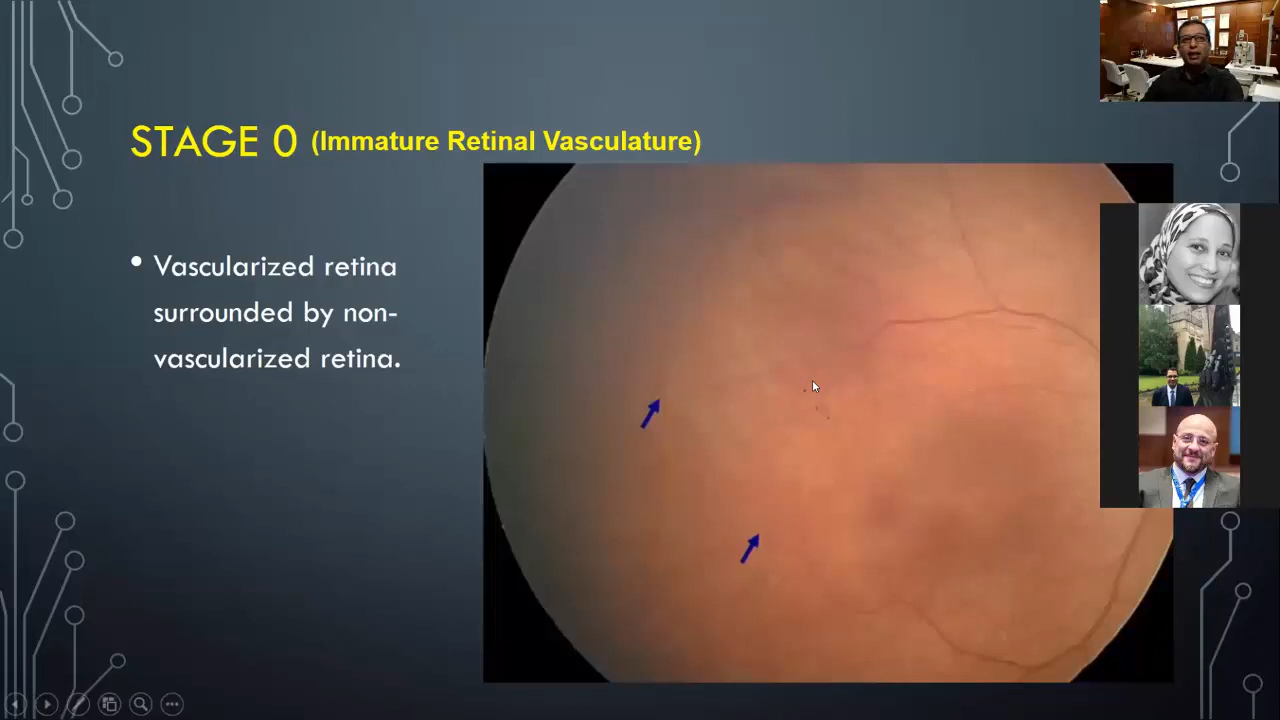 STAGE 0 (Immature Retinal Vasculature)
• Vascularized retina
surrounded by non-
vascularized retina.